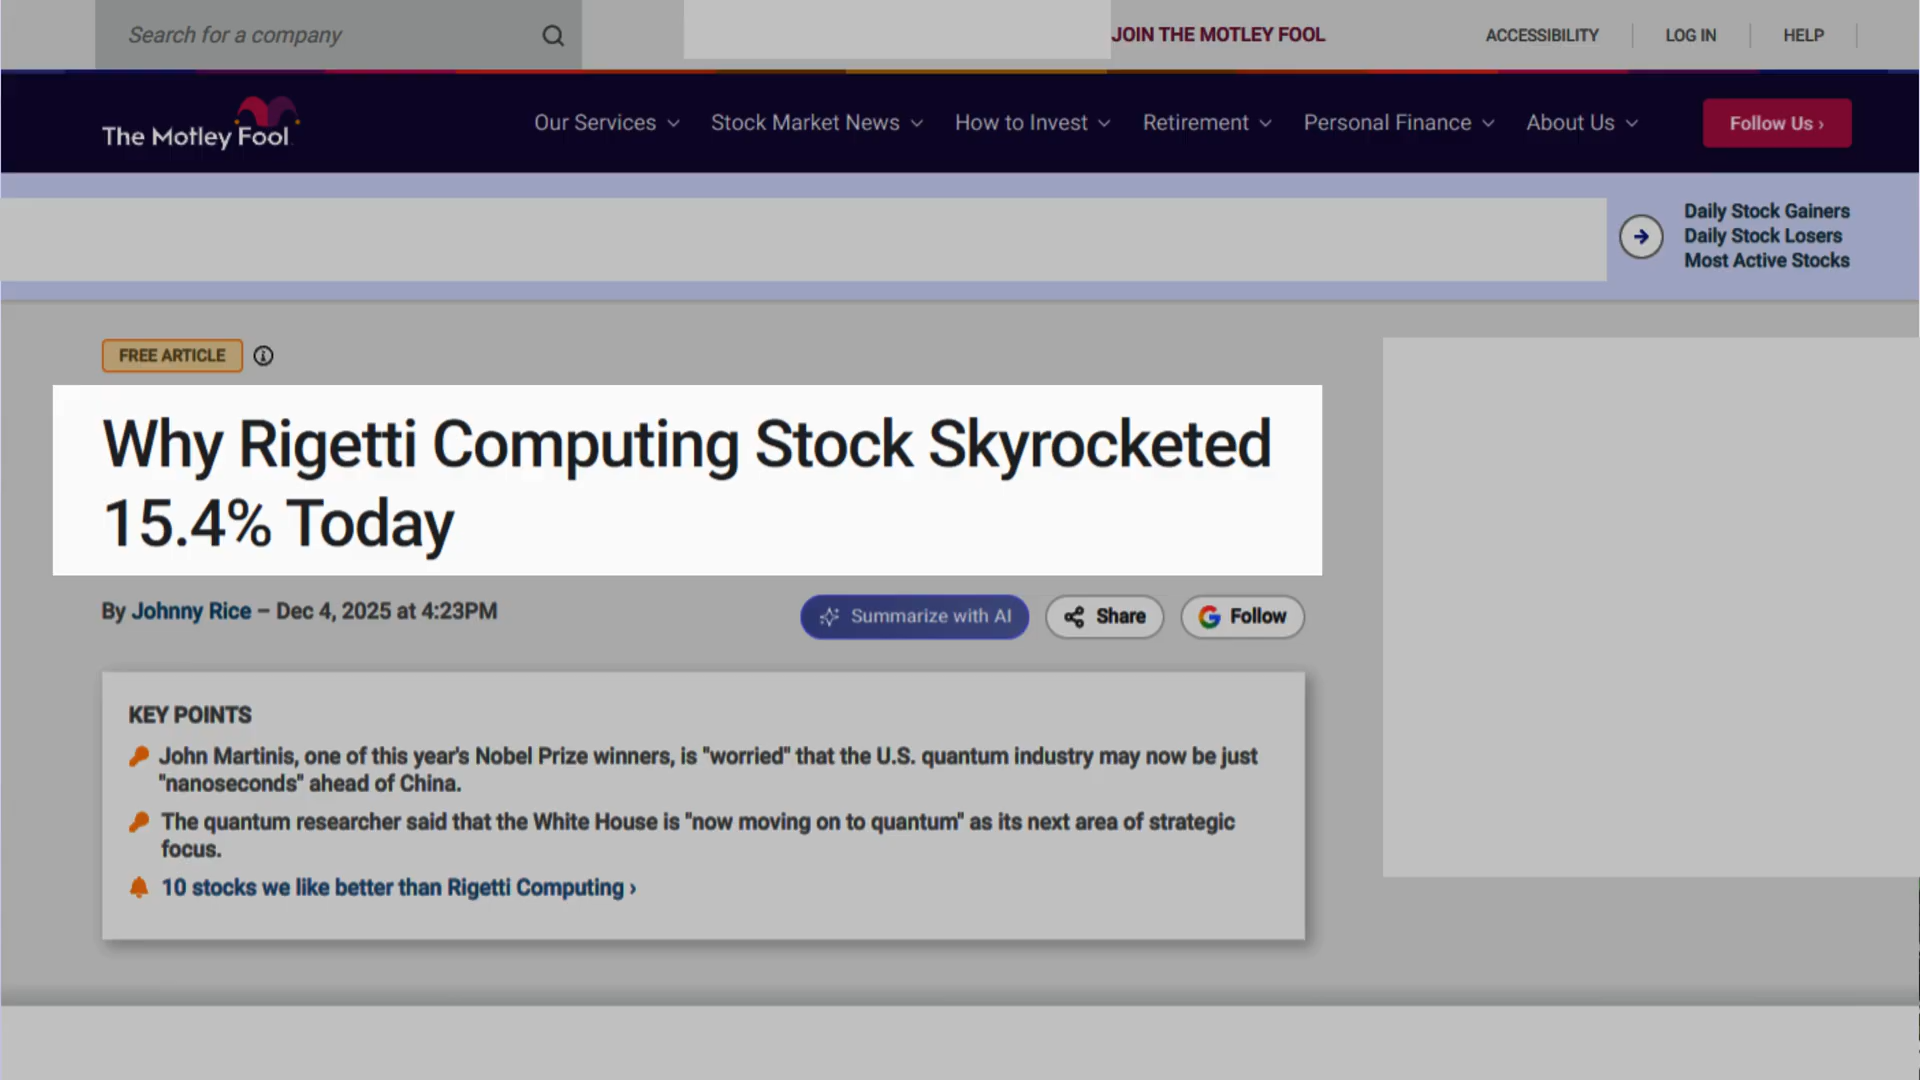 Search for a company
JOIN THE MOTLEY FOOL
ACCESSIBILITY
LOG IN
HELP
The Motley Fool
Our Services
Stock Market News
How to Invest
Retirement
Personal Finance
About Us
Follow Us ›
Daily Stock Gainers
Daily Stock Losers
Most Active Stocks
FREE ARTICLE
Why Rigetti Computing Stock Skyrocketed
15.4% Today
By Johnny Rice – Dec 4, 2025 at 4:23PM
Summarize with AI
Share
Follow
KEY POINTS
John Martinis, one of this year's Nobel Prize winners, is "worried" that the U.S. quantum industry may now be just
"nanoseconds" ahead of China.
The quantum researcher said that the White House is "now moving on to quantum" as its next area of strategic
focus.
10 stocks we like better than Rigetti Computing ›